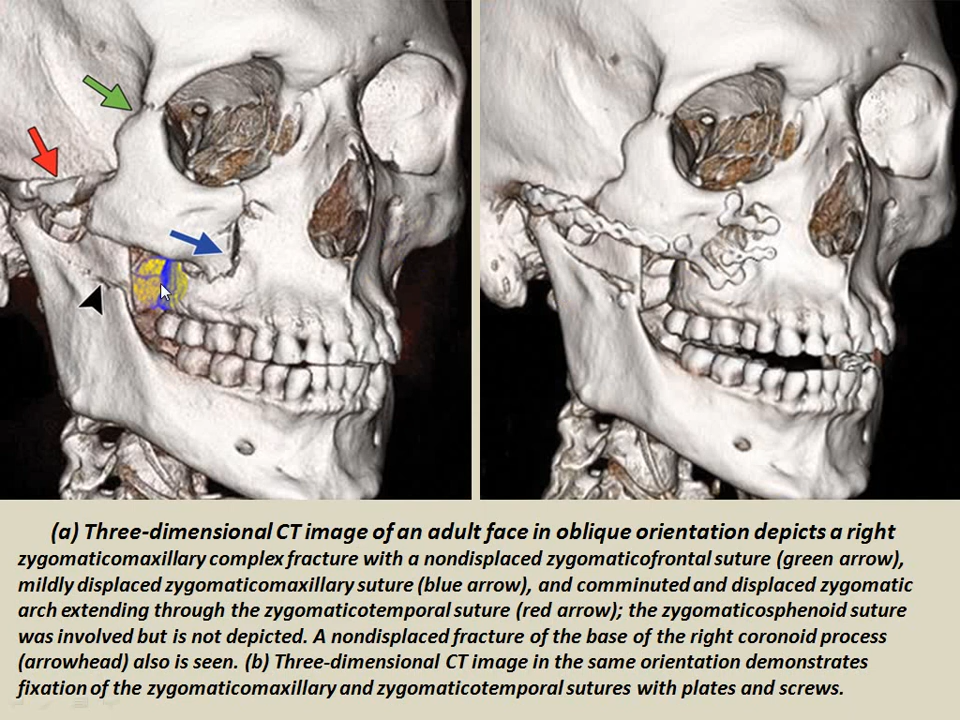 (a) Three-dimensional CT image of an adult face in oblique orientation depicts a right
zygomaticomaxillary complex fracture with a nondisplaced zygomaticofrontal suture (green arrow),
mildly displaced zygomaticomaxillary suture (blue arrow), and comminuted and displaced zygomatic
arch extending through the zygomaticotemporal suture (red arrow); the zygomaticosphenoid suture
was involved but is not depicted. A nondisplaced fracture of the base of the right coronoid process
(arrowhead) also is seen. (b) Three-dimensional CT image in the same orientation demonstrates
fixation of the zygomaticomaxillary and zygomaticotemporal sutures with plates and screws.